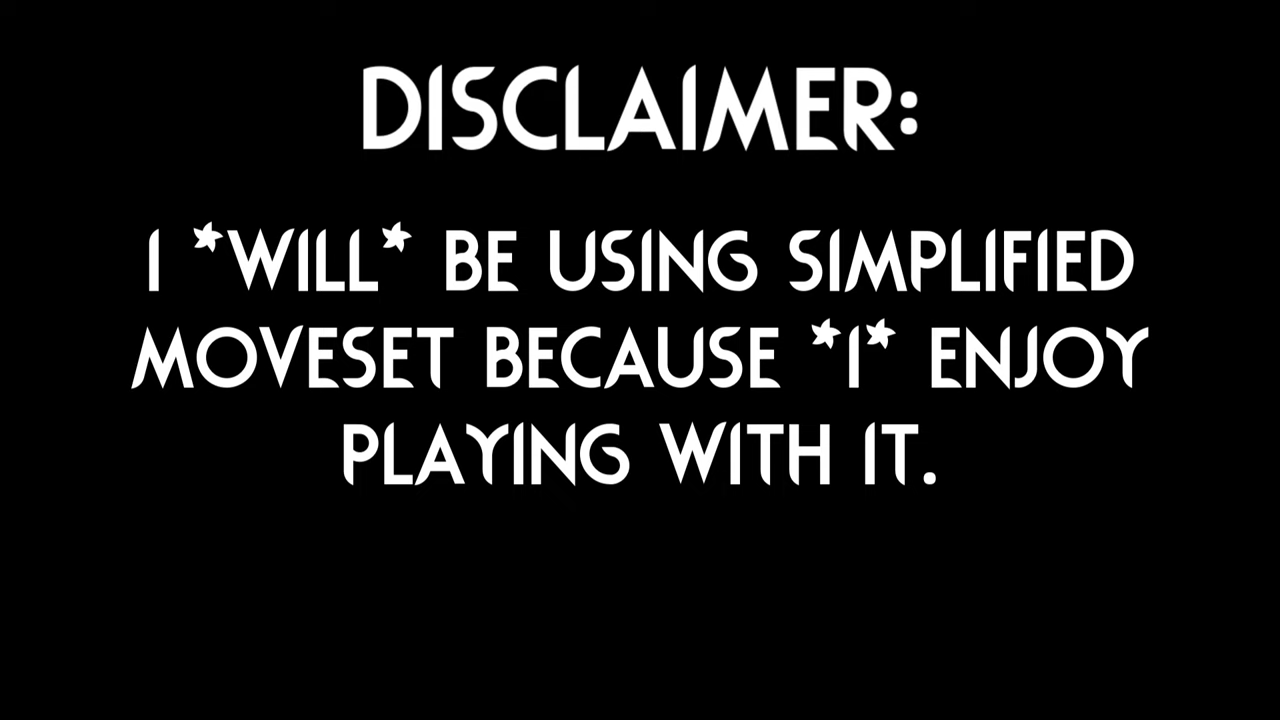 DISCLAIMER:
I *WILL* BE USING SIMPLIFIED
MOVESET BECAUSE *I* ENJOY
PLAYING WITH IT.